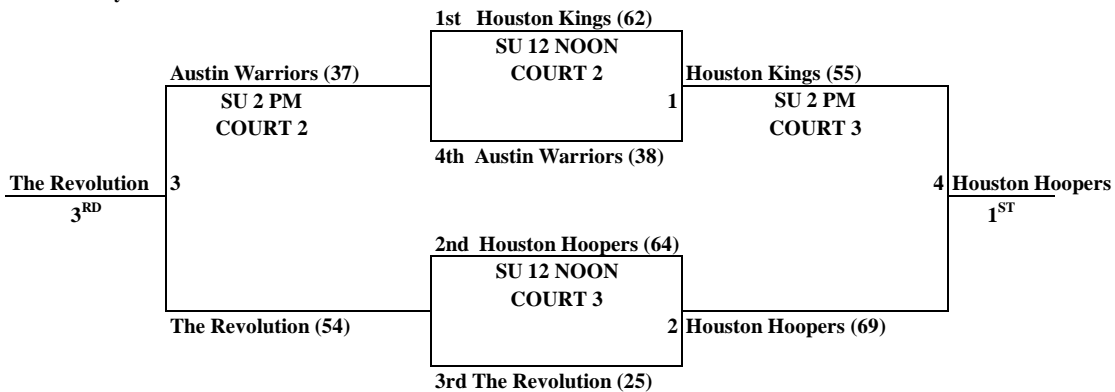 1st Houston Kings (62)
SU 12 NOON
COURT 2
Austin Warriors (37)
Houston Kings (55)
SU 2 PM
COURT 2
1
SU 2 PM
COURT 3
4th Austin Warriors (38)
The Revolution
3
3RD
4
Houston Hoopers
1ST
2nd Houston Hoopers (64)
SU 12 NOON
COURT 3
The Revolution (54)
2
Houston Hoopers (69)
3rd The Revolution (25)